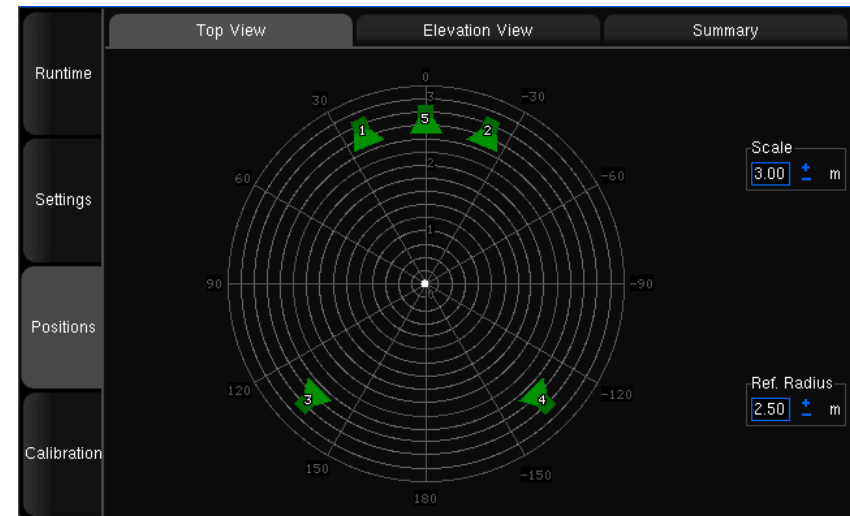 Top View
Elevation View
Summary
Runtime
Settings
Positions
Calibration
0
30
-30
3
1
5
2
2
60
-60
1
90
-90
0
120
-120
3
4
150
-150
180
Scale
3.00 + - m
Ref. Radius
2.50 + - m